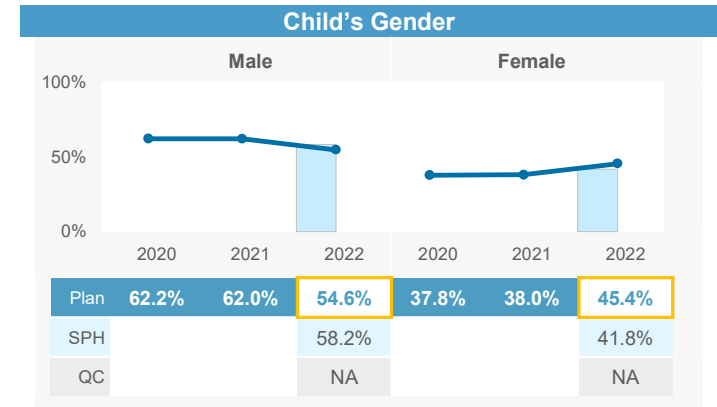 Child’s Gender
Male Female
100%
50%
0%
2020 2021 2022 2020 2021 2022
Plan 62.2% 62.0% 54.6% 37.8% 38.0% 45.4%
SPH 58.2% 41.8%
QC NA NA